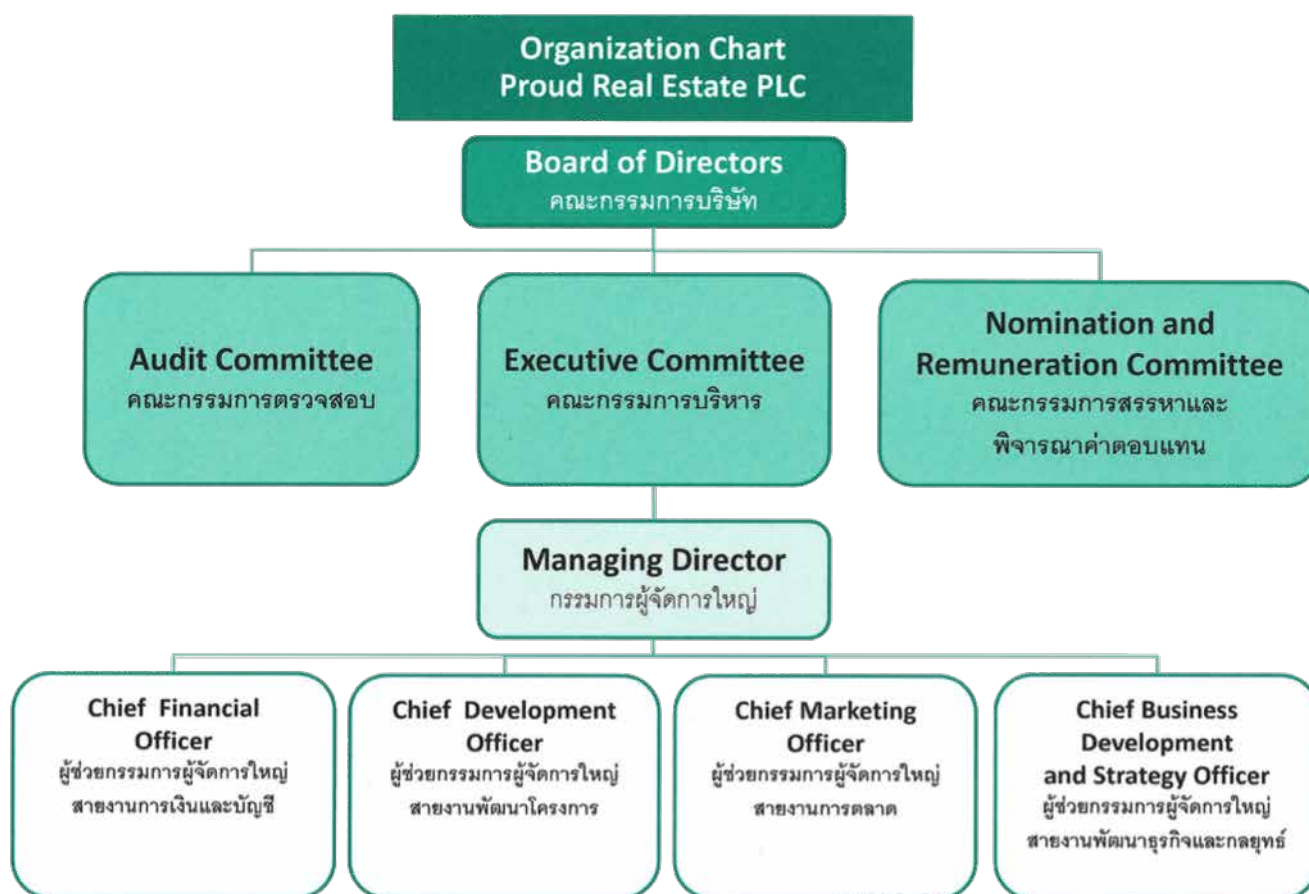 Organization Chart
Proud Real Estate PLC
Board of Directors
คณะกรรมการบริษัท
Audit Committee
คณะกรรมการตรวจสอบ
Executive Committee
คณะกรรมการบริหาร
Nomination and
Remuneration Committee
คณะกรรมการสรรหาและ
พิจารณาค่าตอบแทน
Managing Director
กรรมการผู้จัดการใหญ่
Chief Financial
Officer
ผู้ช่วยกรรมการผู้จัดการใหญ่
สายงานการเงินและบัญชี
Chief Development
Officer
ผู้ช่วยกรรมการผู้จัดการใหญ่
สายงานพัฒนาโครงการ
Chief Marketing
Officer
ผู้ช่วยกรรมการผู้จัดการใหญ่
สายงานการตลาด
Chief Business
Development
and Strategy Officer
ผู้ช่วยกรรมการผู้จัดการใหญ่
สายงานพัฒนาธุรกิจและกลยุทธ์